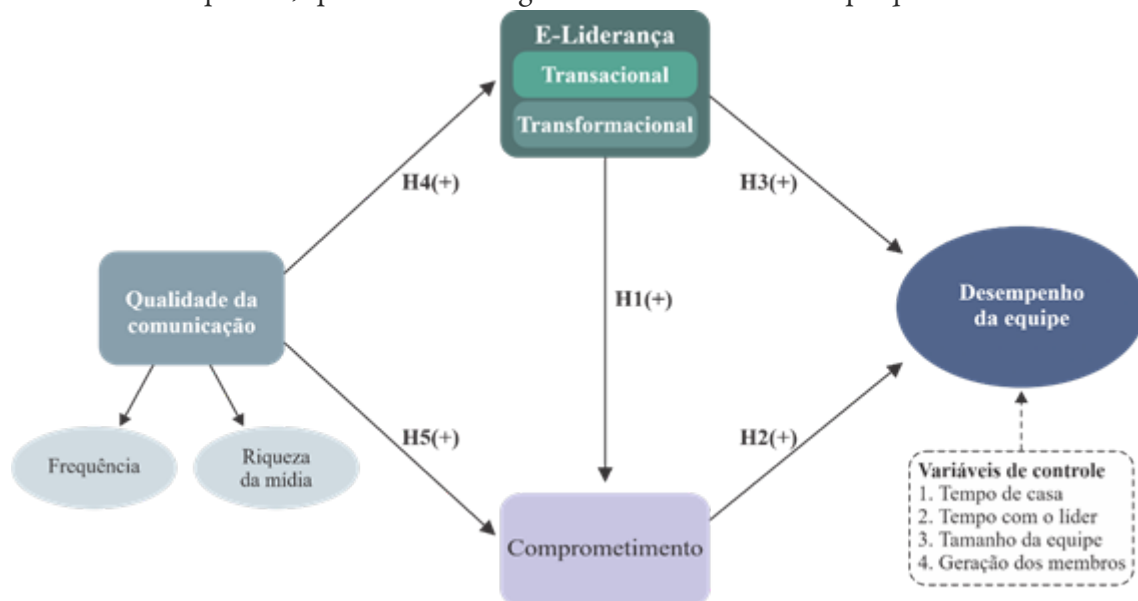 E-Liderança
Transacional
Transformacional
H4(+)
H3(+)
Qualidade da
comunicação
H1(+)
Desempenho
da equipe
Frequência
Riqueza
da mídia
H5(+)
H2(+)
Comprometimento
Variáveis de controle
1. Tempo de casa
2. Tempo com o líder
3. Tamanho da equipe
4. Geração dos membros